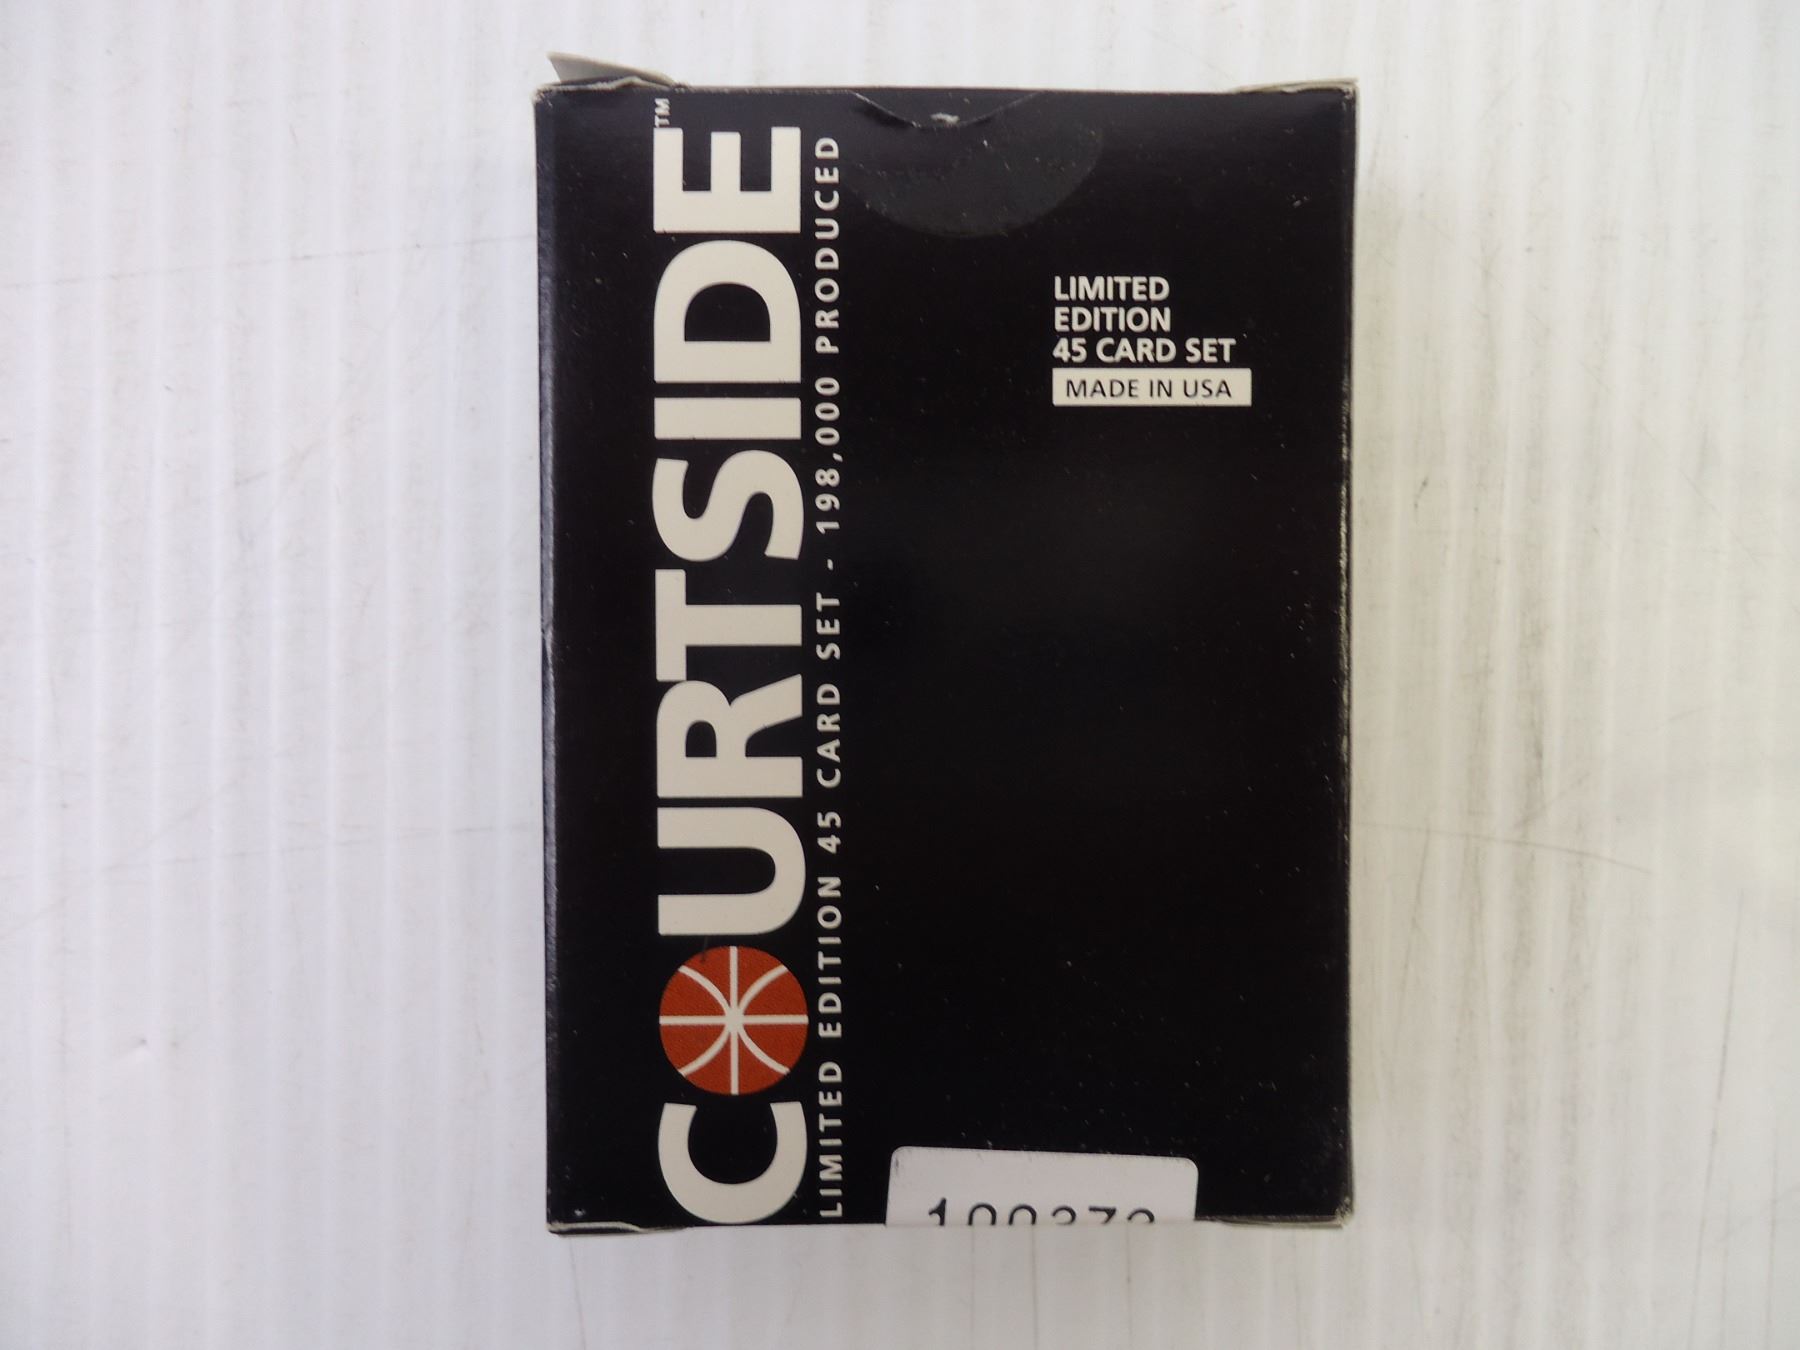 COURTSIDE™
LIMITED EDITION 45 CARD SET - 198,000 PRODUCED
LIMITED
EDITION
45 CARD SET
MADE IN USA